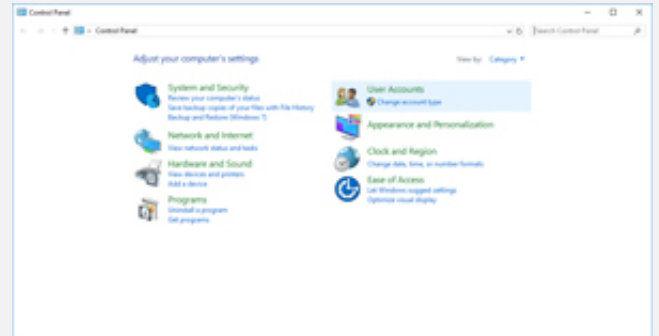 Control Panel
Control Panel
Search Control Panel
Adjust your computer's settings
View by: Category
System and Security
Review your computer's status
Save backup copies of your files with File History
Backup and Restore (Windows 7)
Network and Internet
View network status and tasks
Hardware and Sound
View devices and printers
Add a device
Programs
Uninstall a program
Get programs
User Accounts
Change account type
Appearance and Personalization
Clock and Region
Change date, time, or number formats
Ease of Access
Let Windows suggest settings
Optimize visual display